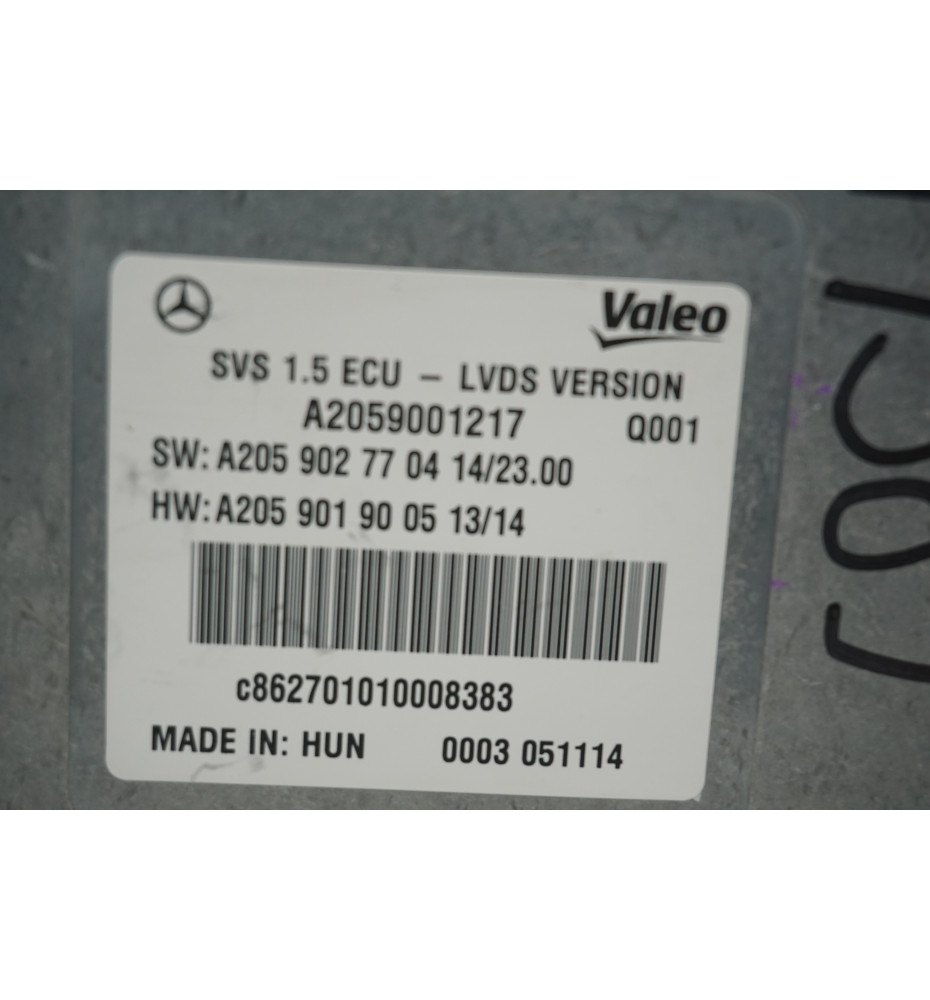 Valeo
SVS 1.5 ECU – LVDS VERSION
A2059001217 Q001
SW: A205 902 77 04 14/23.00
HW: A205 901 90 05 13/14
c862701010008383
MADE IN: HUN 0003 051114